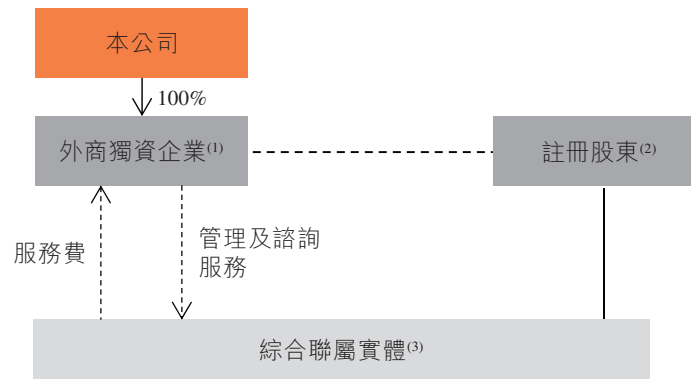 本公司
100%
外商獨資企業(1)
註冊股東(2)
服務費
管理及諮詢
服務
綜合聯屬實體(3)